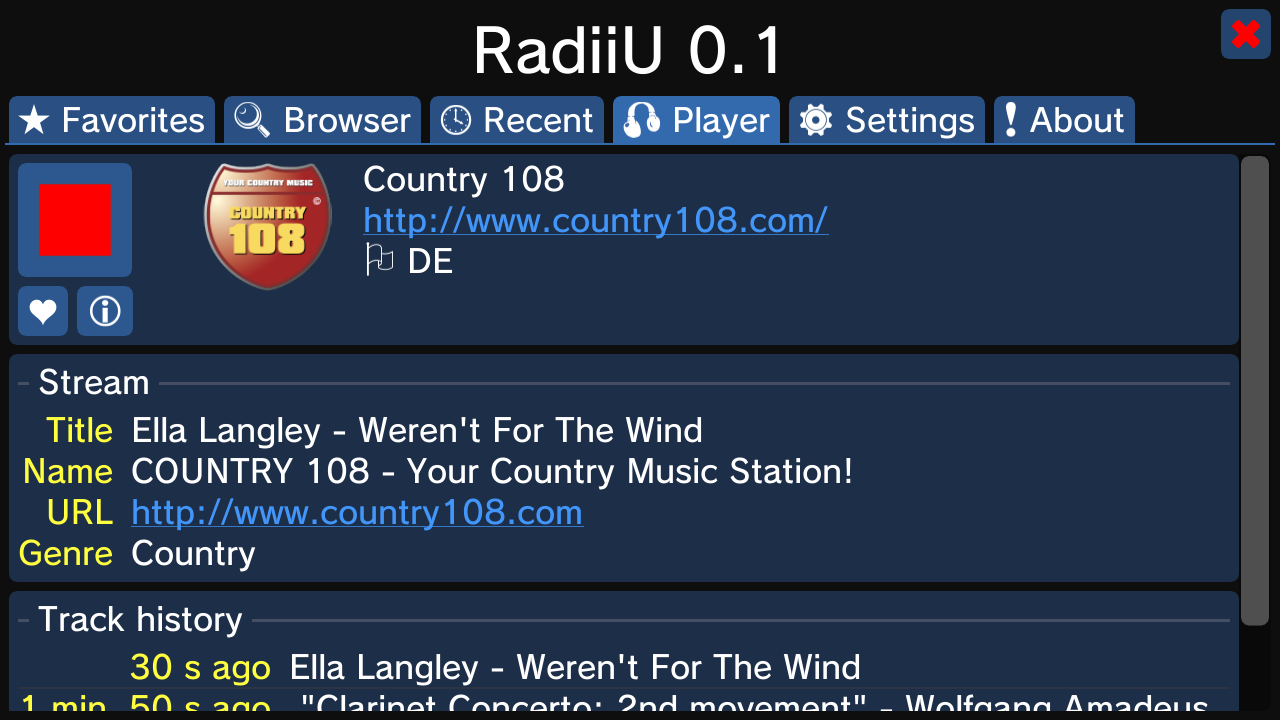 RadiiU 0.1
Favorites Browser Recent Player Settings About
YOUR COUNTRY MUSIC
COUNTRY
108
Country 108
http://www.country108.com/
DE
Stream
Title Ella Langley - Weren't For The Wind
Name COUNTRY 108 - Your Country Music Station!
URL http://www.country108.com
Genre Country
Track history
30 s ago Ella Langley - Weren't For The Wind
1 min 50 s ago "Clarinet Concerto: 2nd movement" - Wolfgang Amadeus